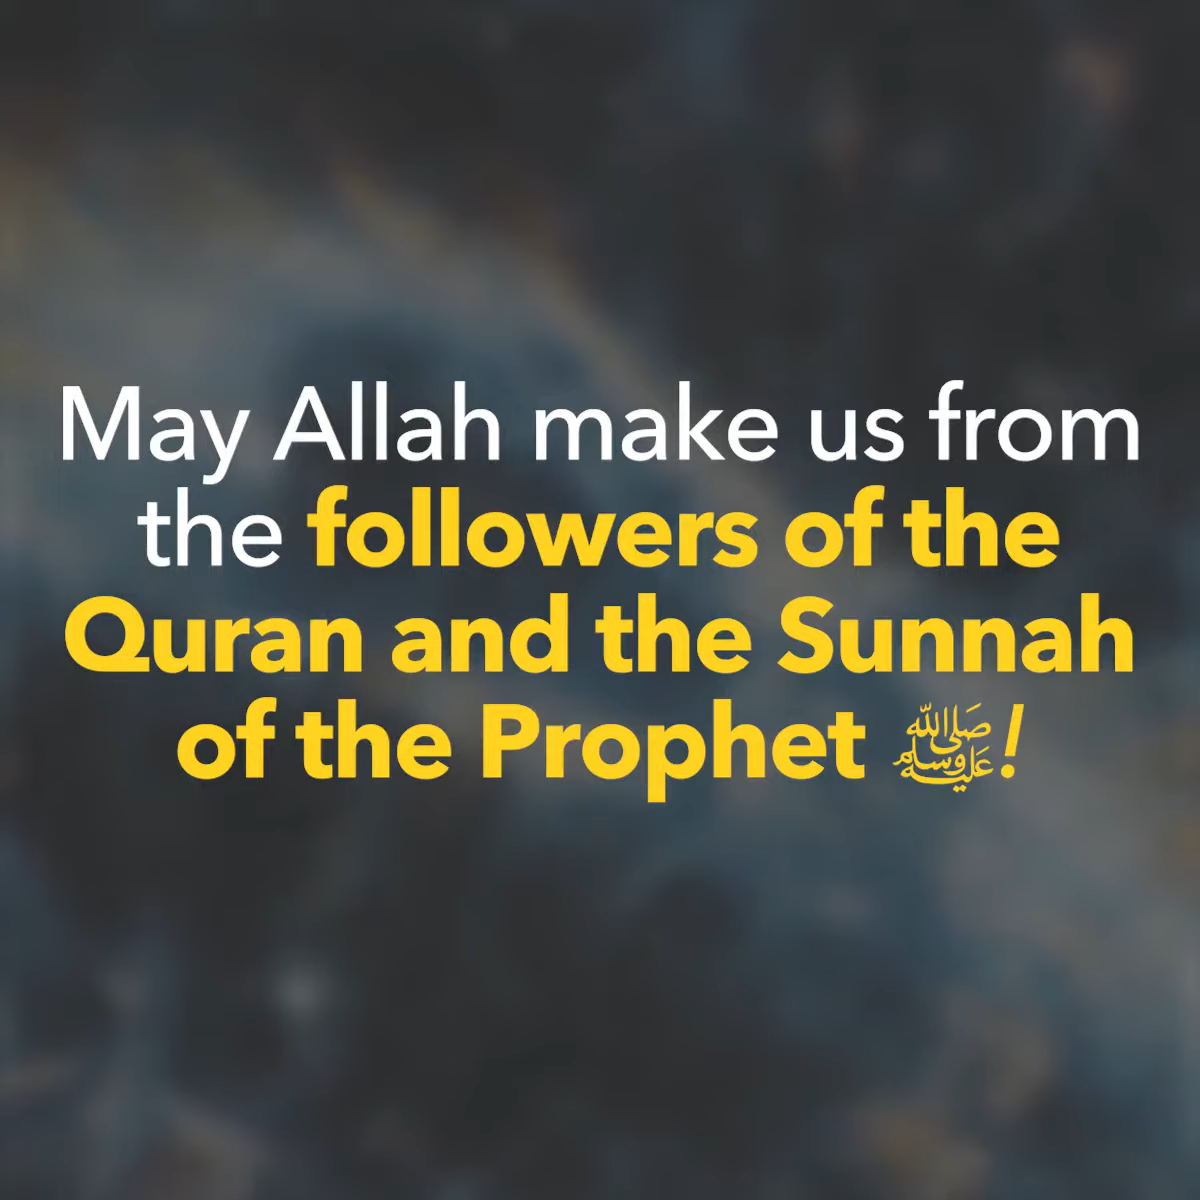 May Allah make us from
the followers of the
Quran and the Sunnah
of the Prophet ﷺ!